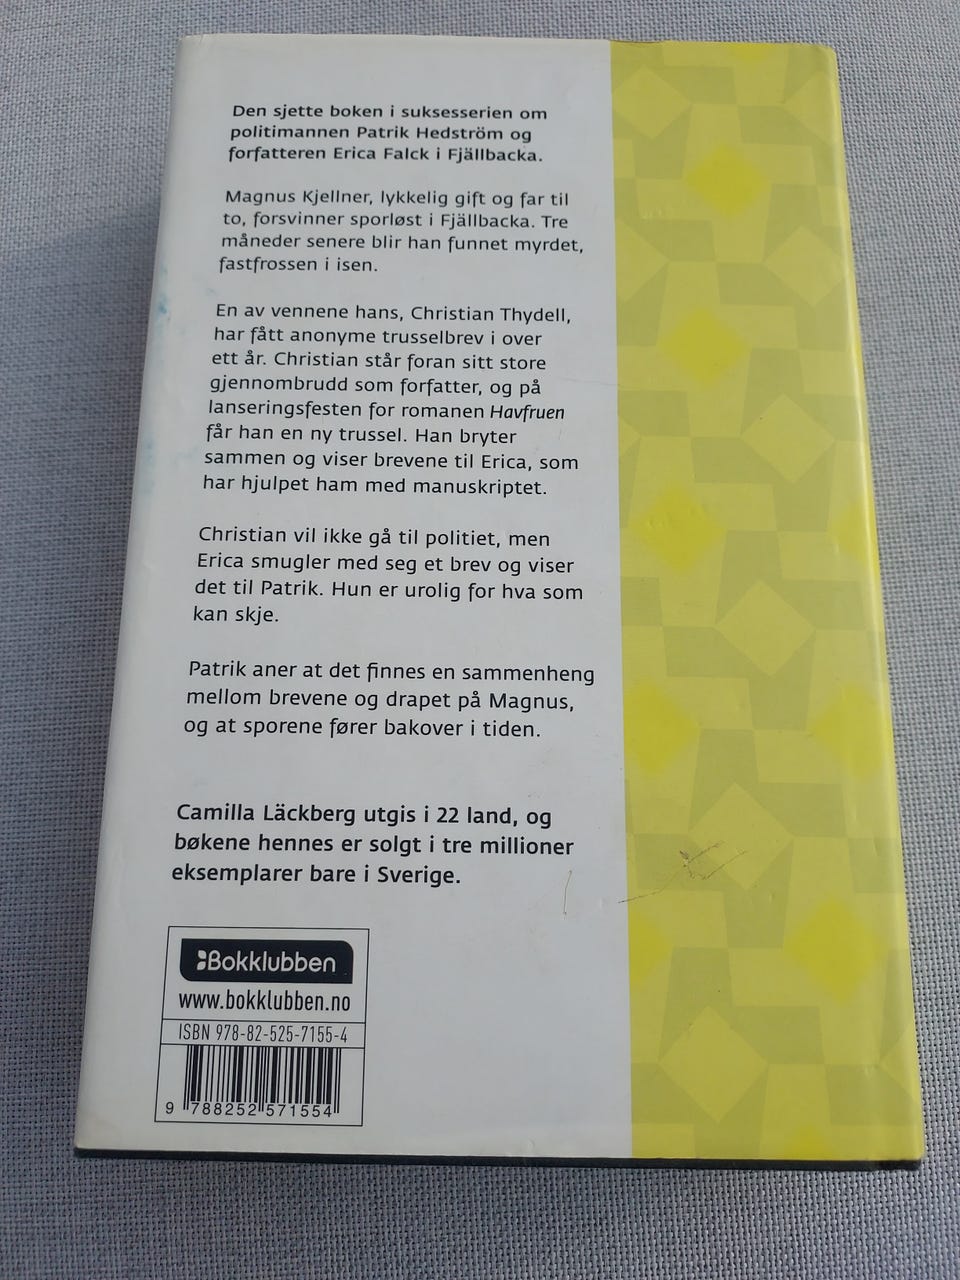 Den sjette boken i suksesserien om
politimannen Patrik Hedström og
forfatteren Erica Falck i Fjällbacka.
Magnus Kjellner, lykkelig gift og far til
to, forsvinner sporløst i Fjällbacka. Tre
måneder senere blir han funnet myrdet,
fastfrossen i isen.
En av vennene hans, Christian Thydell,
har fått anonyme trusselbrev i over
ett år. Christian står foran sitt store
gjennombrudd som forfatter, og på
lanseringsfesten for romanen Havfruen
får han en ny trussel. Han bryter
sammen og viser brevene til Erica, som
har hjulpet ham med manuskriptet.
Christian vil ikke gå til politiet, men
Erica smugler med seg et brev og viser
det til Patrik. Hun er urolig for hva som
kan skje.
Patrik aner at det finnes en sammenheng
mellom brevene og drapet på Magnus,
og at sporene fører bakover i tiden.
Camilla Läckberg utgis i 22 land, og
bøkene hennes er solgt i tre millioner
eksemplarer bare i Sverige.
Bokklubben
www.bokklubben.no
ISBN 978-82-525-7155-4
9 788252 571554